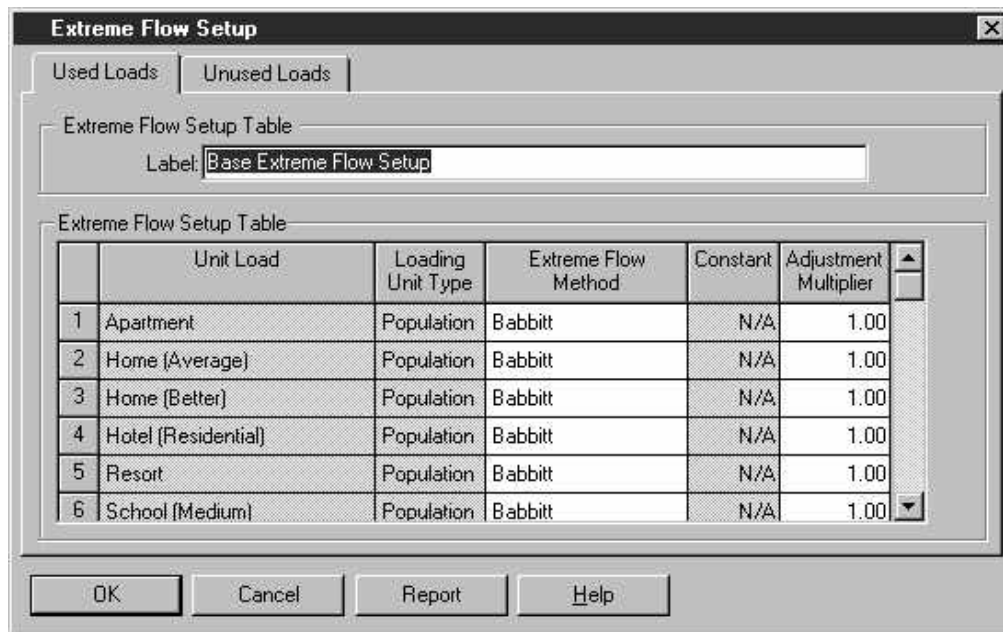 Extreme Flow Setup
Used Loads Unused Loads
Extreme Flow Setup Table
Label: Base Extreme Flow Setup
Extreme Flow Setup Table
Unit Load Loading Unit Type Extreme Flow Method Constant Adjustment Multiplier
1 Apartment Population Babbitt N/A 1.00
2 Home (Average) Population Babbitt N/A 1.00
3 Home (Better) Population Babbitt N/A 1.00
4 Hotel (Residential) Population Babbitt N/A 1.00
5 Resort Population Babbitt N/A 1.00
6 School (Medium) Population Babbitt N/A 1.00
OK Cancel Report Help